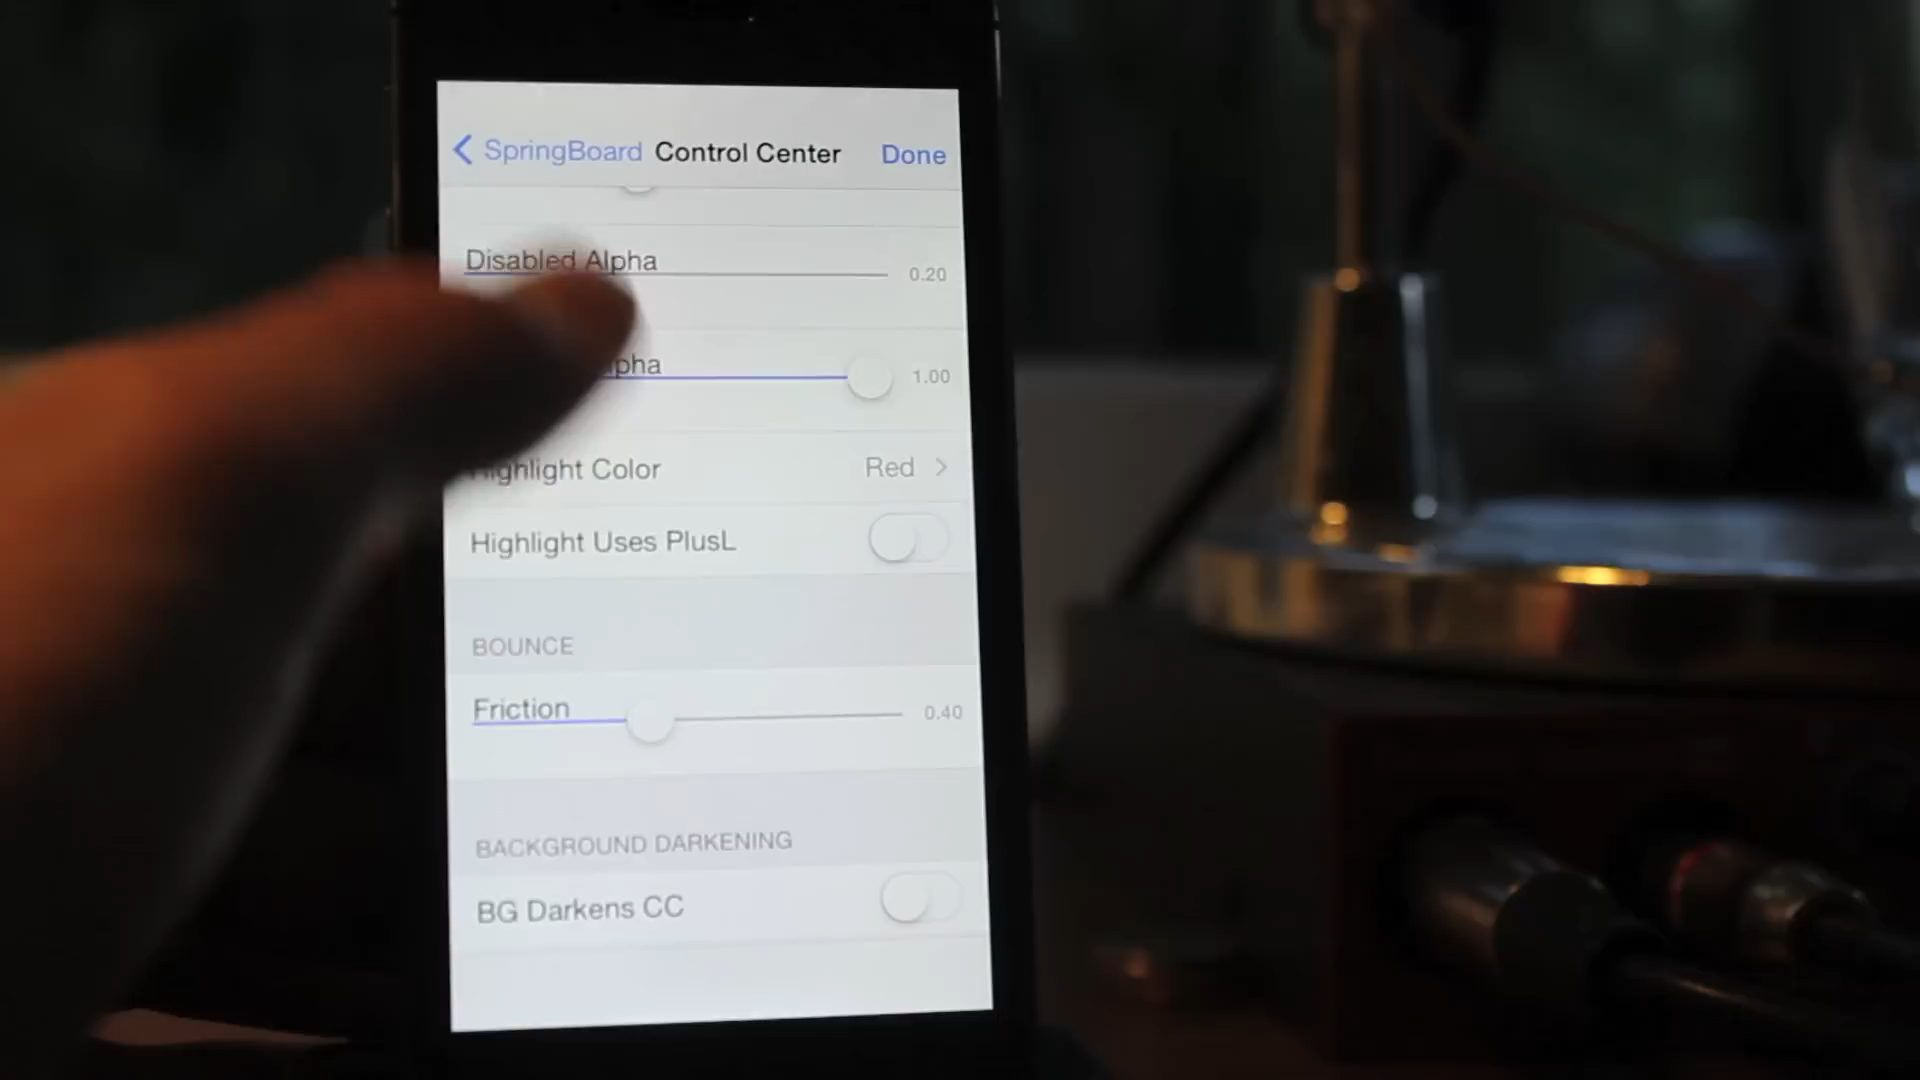 SpringBoard Control Center Done
Disabled Alpha 0.20
pha 1.00
Highlight Color Red
Highlight Uses PlusL
BOUNCE
Friction 0.40
BACKGROUND DARKENING
BG Darkens CC